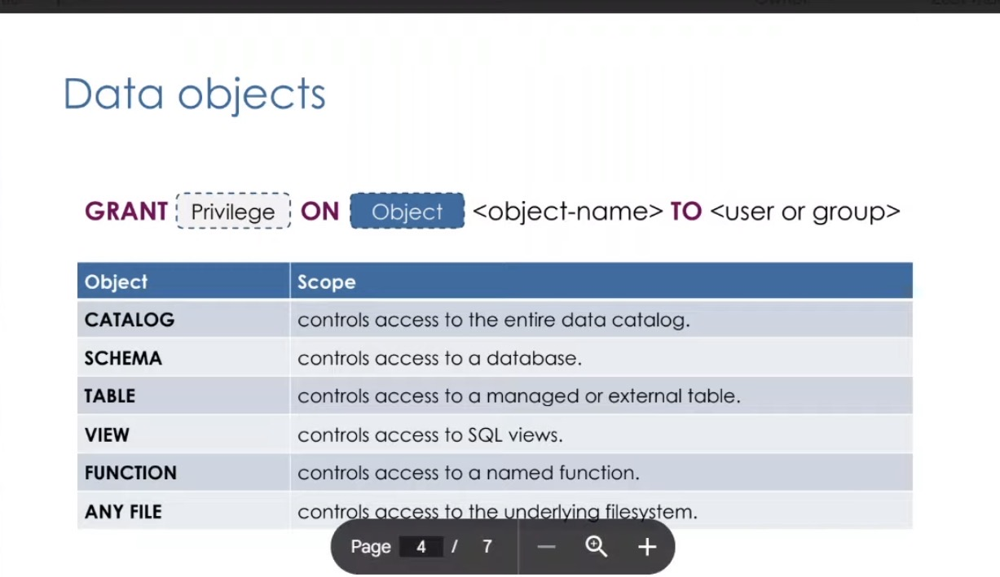 Data objects
GRANT Privilege ON Object <object-name> TO <user or group>
Object Scope
CATALOG controls access to the entire data catalog.
SCHEMA controls access to a database.
TABLE controls access to a managed or external table.
VIEW controls access to SQL views.
FUNCTION controls access to a named function.
ANY FILE controls access to the underlying filesystem.
Page 4 / 7